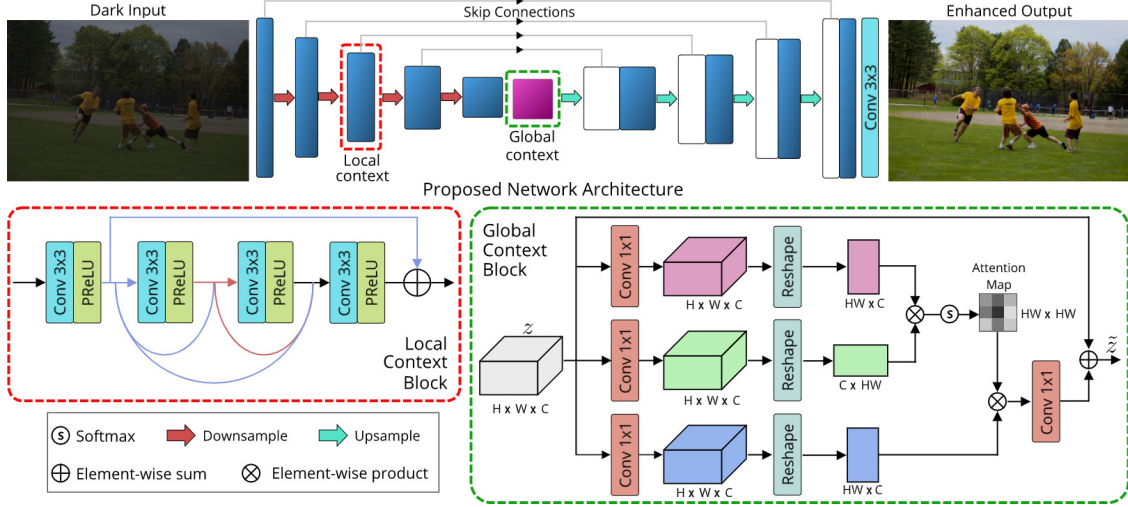 Dark Input
Skip Connections
Enhanced Output
Conv 3x3
Local
context
Global
context
Proposed Network Architecture
Conv 3x3
PReLU
Conv 3x3
PReLU
Conv 3x3
PReLU
Conv 3x3
PReLU
Local
Context
Block
Global
Context
Block
z
H x W x C
Conv 1x1
H x W x C
Reshape
HW x C
Conv 1x1
H x W x C
Reshape
C x HW
Conv 1x1
H x W x C
Reshape
HW x C
S
Attention
Map
HW x HW
Conv 1x1
z̃
S Softmax
Downsample
Upsample
Element-wise sum
Element-wise product